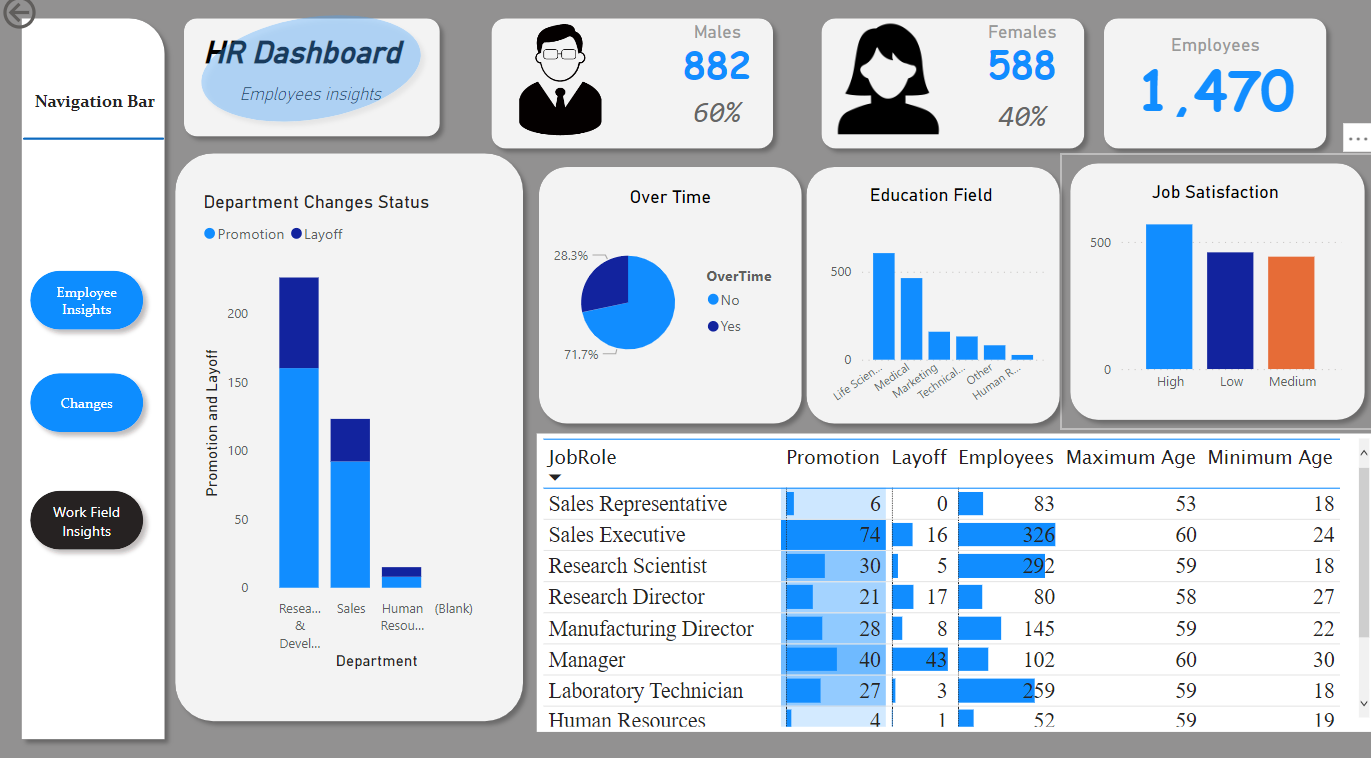 Navigation Bar
Employee
Insights
Changes
Work Field
Insights
HR Dashboard
Employees insights
Males
882
60%
Females
588
40%
Employees
1,470
Department Changes Status
Promotion Layoff
Promotion and Layoff
200
150
100
50
0
Resea...
&
Devel...
Sales
Human
Resou...
(Blank)
Department
Over Time
28.3%
71.7%
OverTime
No
Yes
Education Field
500
0
Life Scien...
Medical
Marketing
Technical...
Other
Human R...
Job Satisfaction
500
0
High Low Medium
JobRole Promotion Layoff Employees Maximum Age Minimum Age
Sales Representative 6 0 83 53 18
Sales Executive 74 16 326 60 24
Research Scientist 30 5 292 59 18
Research Director 21 17 80 58 27
Manufacturing Director 28 8 145 59 22
Manager 40 43 102 60 30
Laboratory Technician 27 3 259 59 18
Human Resources 4 1 52 59 19